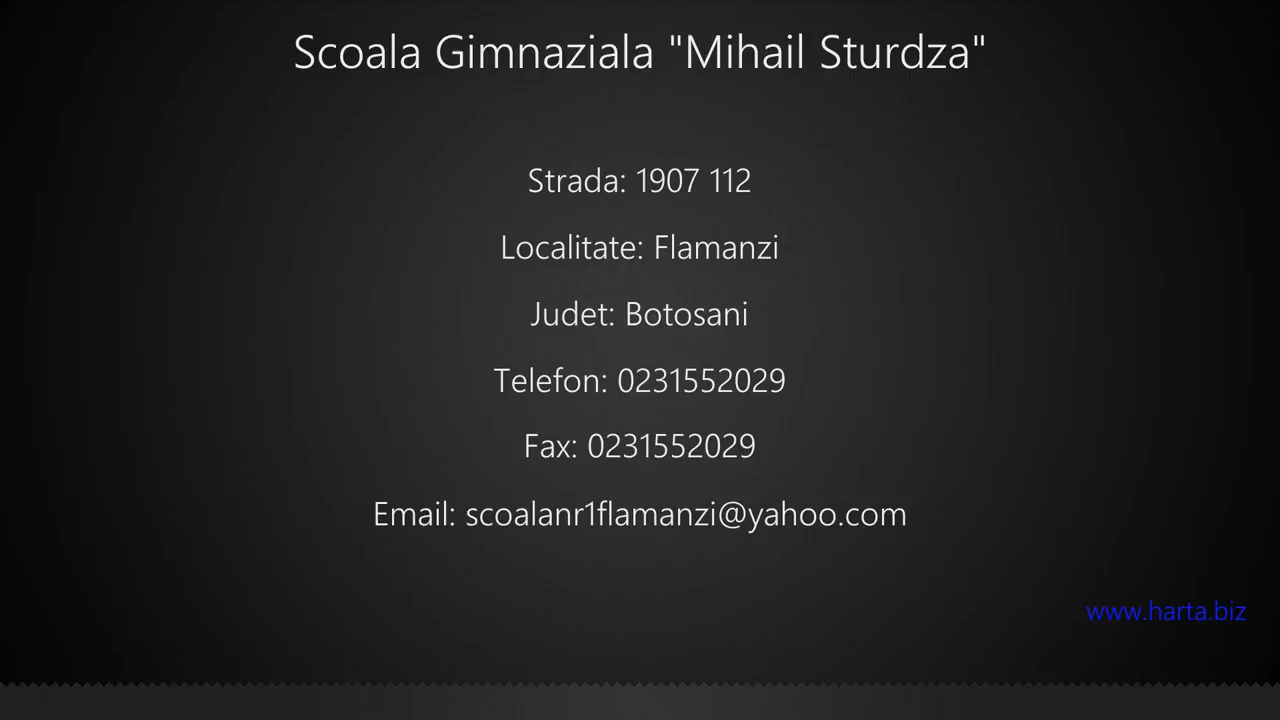 Scoala Gimnaziala "Mihail Sturdza"
Strada: 1907 112
Localitate: Flamanzi
Judet: Botosani
Telefon: 0231552029
Fax: 0231552029
Email: scoalanr1flamanzi@yahoo.com
www.harta.biz